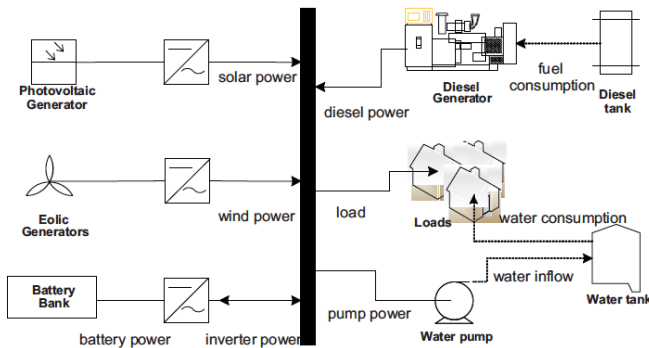 solar power
Photovoltaic
Generator
diesel power
Diesel
Generator
fuel
consumption
Diesel
tank
wind power
Eolic
Generators
load
Loads
water consumption
Battery
Bank
battery power
inverter power
pump power
Water pump
water inflow
Water tank